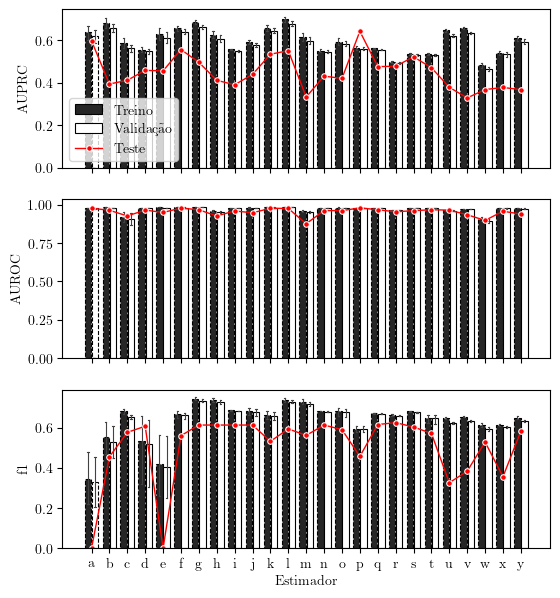 0.6
0.4
0.2
0.0
AUPRC
Treino
Validação
Teste
1.00
0.75
0.50
0.25
0.00
AUROC
0.6
0.4
0.2
0.0
f1
a b c d e f g h i j k l m n o p q r s t u v w x y
Estimador